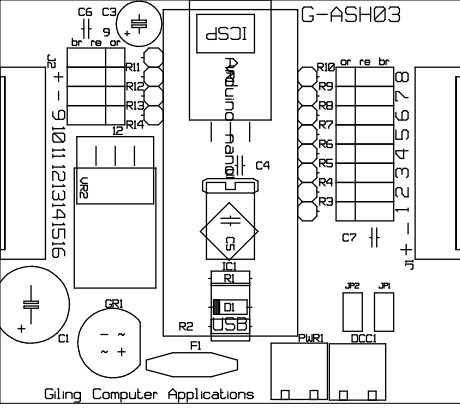 G-ASH03
C6
C3
9
br re or
ICSP
J2
R11
R12
R13
R14
+ - 9 10 11 12 13 14 15 16
Arduino nano
or re br
R10
R9
R8
R7
R6
R5
R4
R3
8
7
6
5
4
3
2
1
- +
J1
I2
VR2
C4
C5
IC1
C7
R1
D1
USB
R2
JP2
JP1
GR1
- ~
~ +
+
C1
F1
PWR1
DCC1
Giling Computer Applications